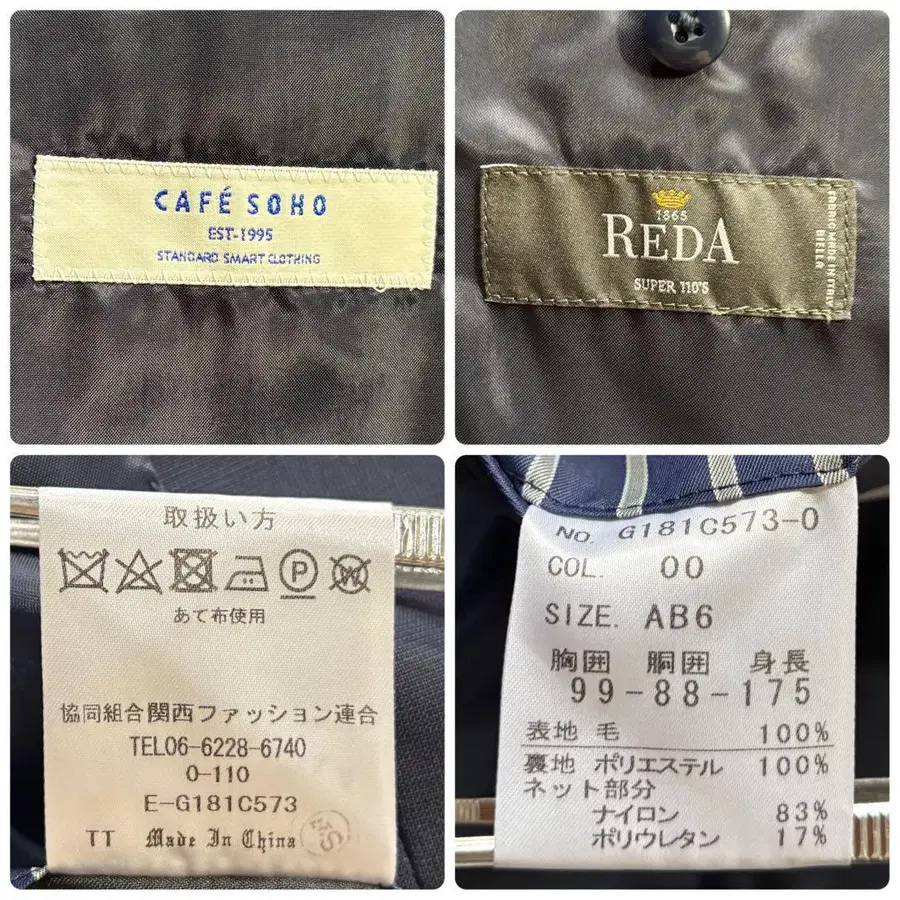 CAFÉ SOHO
EST-1995
STANDARD SMART CLOTHING
1865
REDA
SUPER 110'S
FABRIC MADE IN ITALY
BIELLA
取扱い方
P W
あて布使用
協同組合関西ファッション連合
TEL06-6228-6740
0-110
E-G181C573
TT Made In China
No. G181C573-0
COL. 00
SIZE. AB6
胸囲 胴囲 身長
99-88-175
表地 毛 100%
裏地 ポリエステル 100%
ネット部分
ナイロン 83%
ポリウレタン 17%